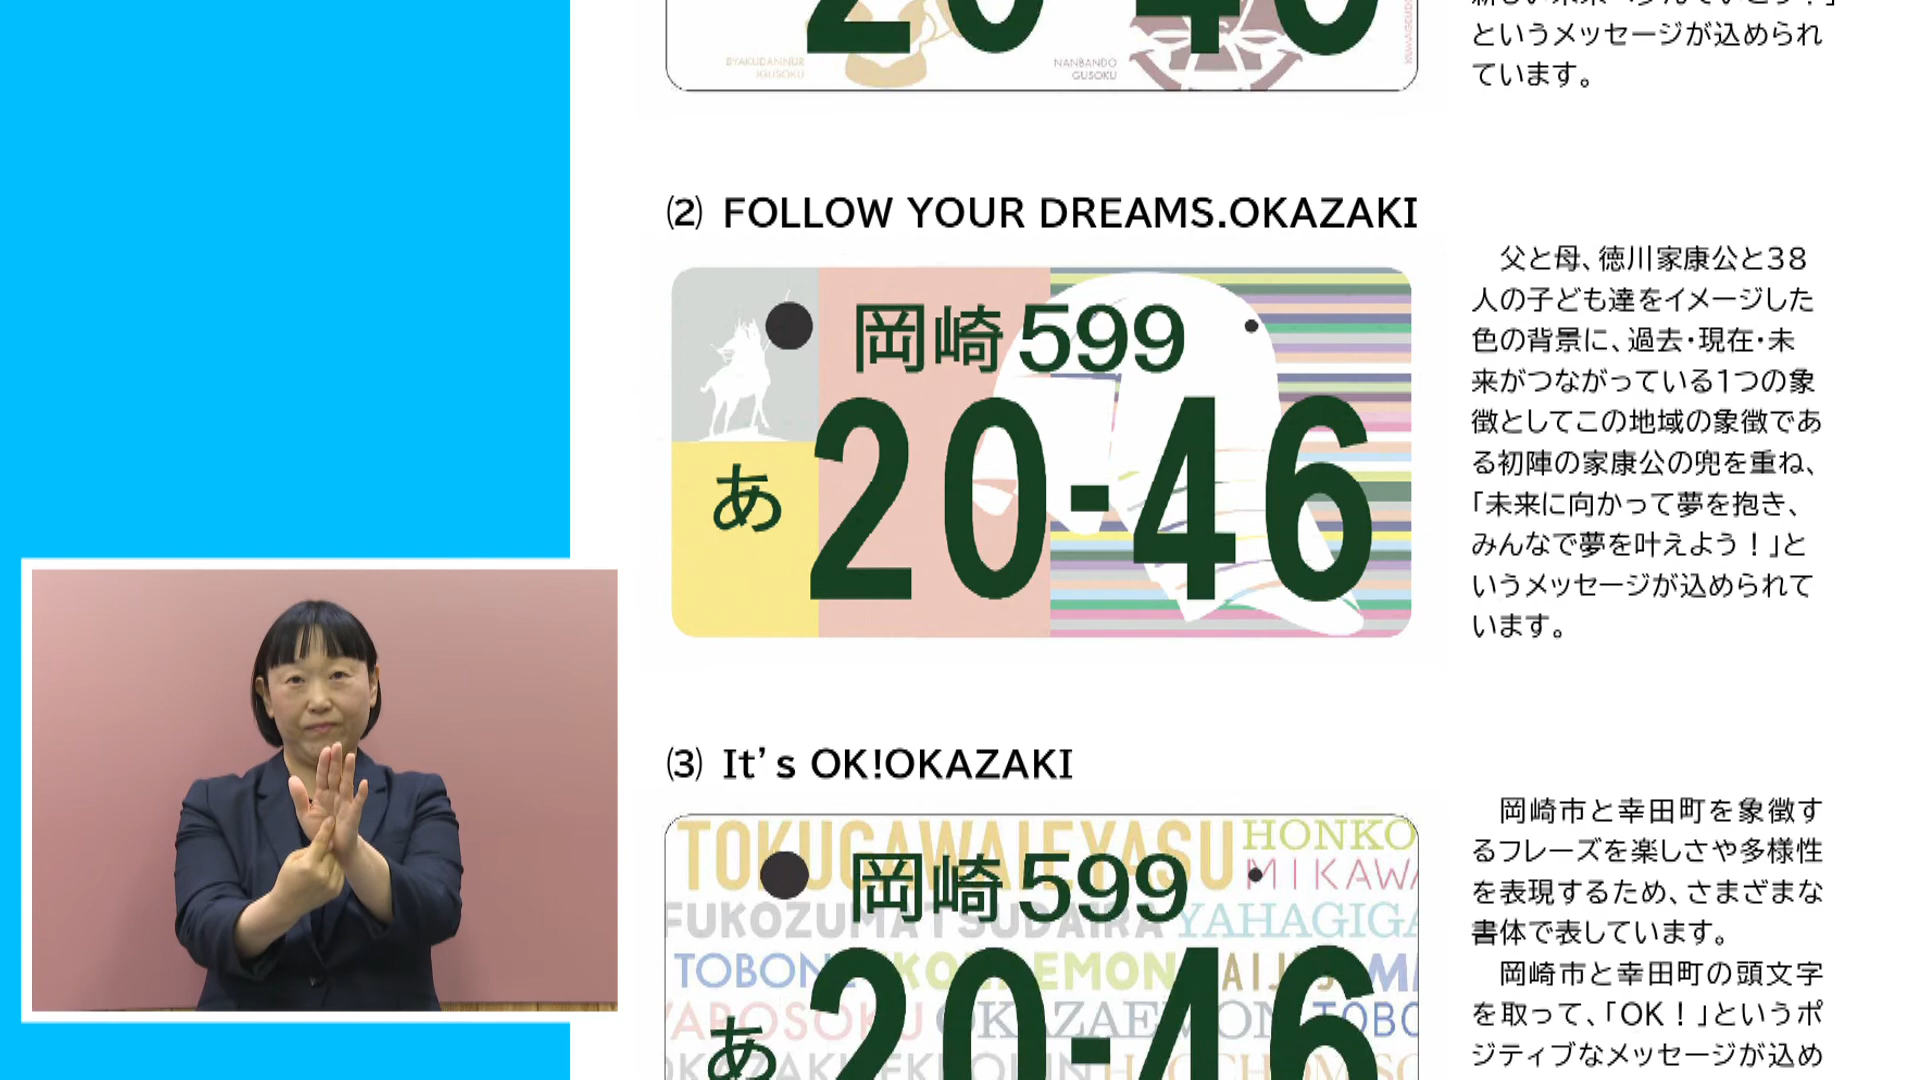 20-46
BYAKUDANNURI
GUSOKU
NANBANDO
GUSOKU
というメッセージが込められ
ています。
(2) FOLLOW YOUR DREAMS.OKAZAKI
岡崎 599
あ 20-46
父と母、徳川家康公と38
人の子ども達をイメージした
色の背景に、過去・現在・未
来がつながっている1つの象
徴としてこの地域の象徴であ
る初陣の家康公の兜を重ね、
「未来に向かって夢を抱き、
みんなで夢を叶えよう!」と
いうメッセージが込められて
います。
(3) It's OK!OKAZAKI
TOKUGAWAIEYASU HONKO
MIKAWA
岡崎 599
FUKOZUMATSUDAIRA YAHAGIGA
TOBO
OKAZAEMON TOBO
あ 20-46
岡崎市と幸田町を象徴す
るフレーズを楽しさや多様性
を表現するため、さまざまな
書体で表しています。
岡崎市と幸田町の頭文字
を取って、「OK!」というポ
ジティブなメッセージが込め